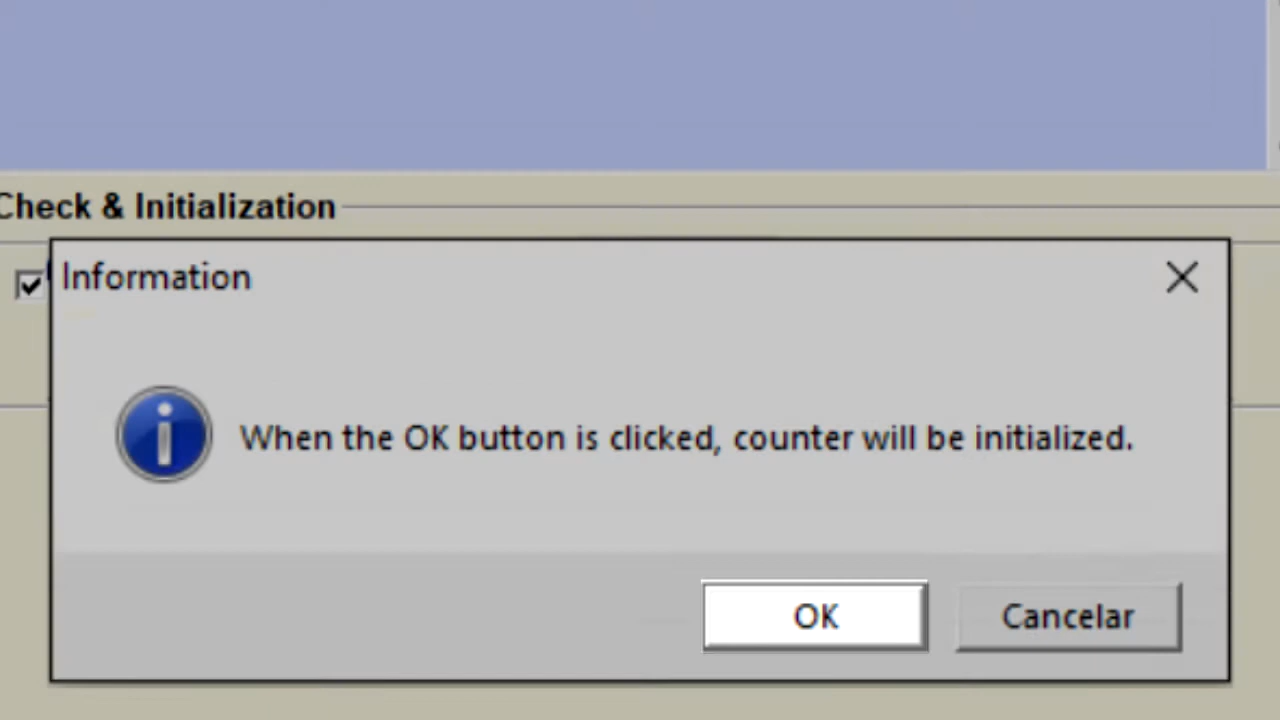 Check & Initialization
Information
When the OK button is clicked, counter will be initialized.
OK
Cancelar